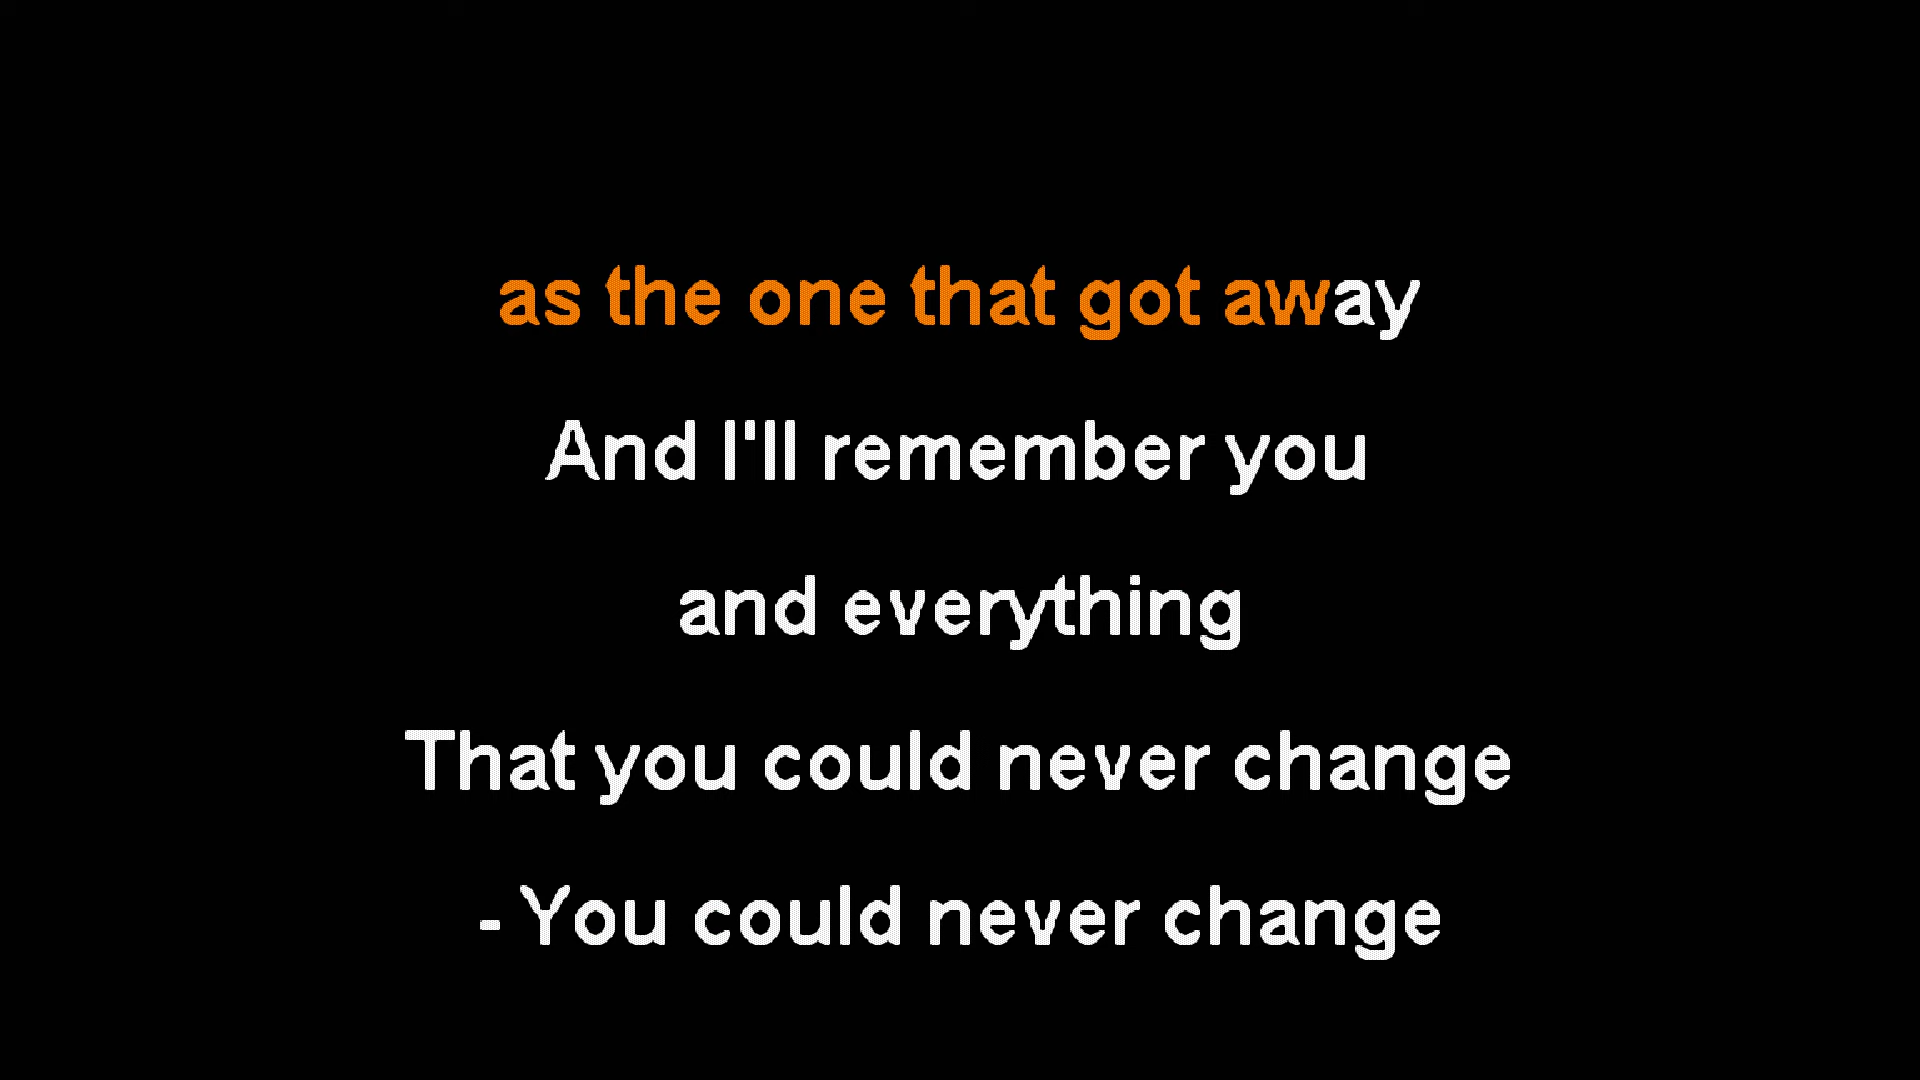 as the one that got away
And I'll remember you
and everything
That you could never change
- You could never change